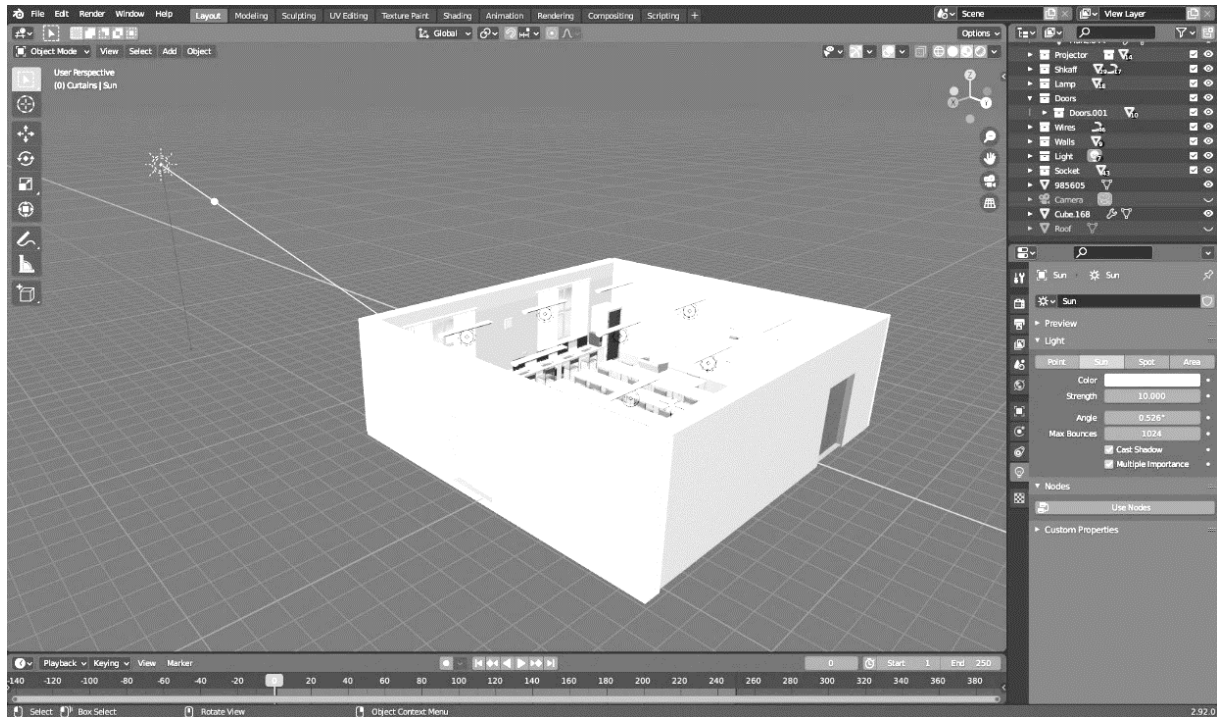 File Edit Render Window Help Layout Modeling Sculpting UV Editing Texture Paint Shading Animation Rendering Compositing Scripting + Scene View Layer
Global Options
Object Mode View Select Add Object
User Perspective
(0) Curtains | Sun
Z
X
Y
Projector 14
Shkaff 17
Lamp
Doors
Doors.001 10
Wires
Walls
Light 7
Socket 13
985605
Camera
Cube.168
Roof
Sun Sun
Sun
Preview
Light
Point Sun Spot Area
Color
Strength 10.000
Angle 0.526°
Max Bounces 1024
Cast Shadow
Multiple Importance
Nodes
Use Nodes
Custom Properties
Playback Keying View Marker 0 Start 1 End 250
-140 -120 -100 -80 -60 -40 -20 0 20 40 60 80 100 120 140 160 180 200 220 240 260 280 300 320 340 360 380
Select Box Select Rotate View Object Context Menu 2.92.0